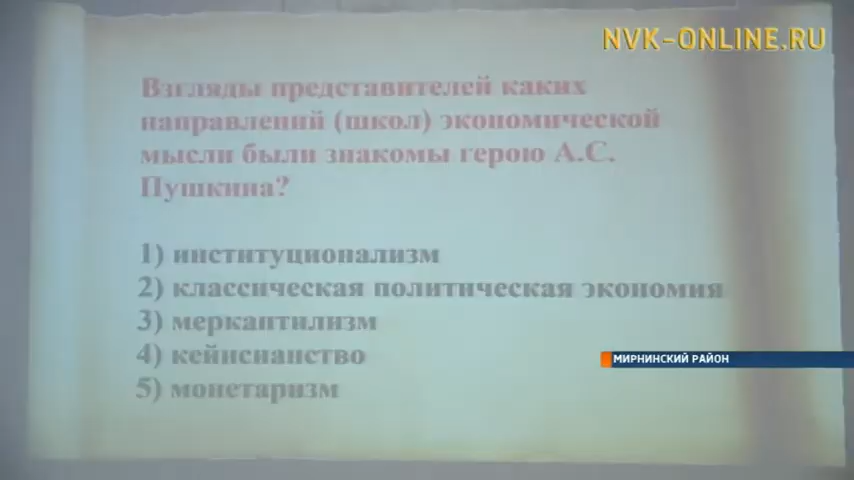 NVK-ONLINE.RU
Взгляды представителей каких
направлений (школ) экономической
мысли были знакомы герою А.С.
Пушкина?
1) институционализм
2) классическая политическая экономия
3) меркантилизм
4) кейнсианство
5) монетаризм
МИРНИНСКИЙ РАЙОН